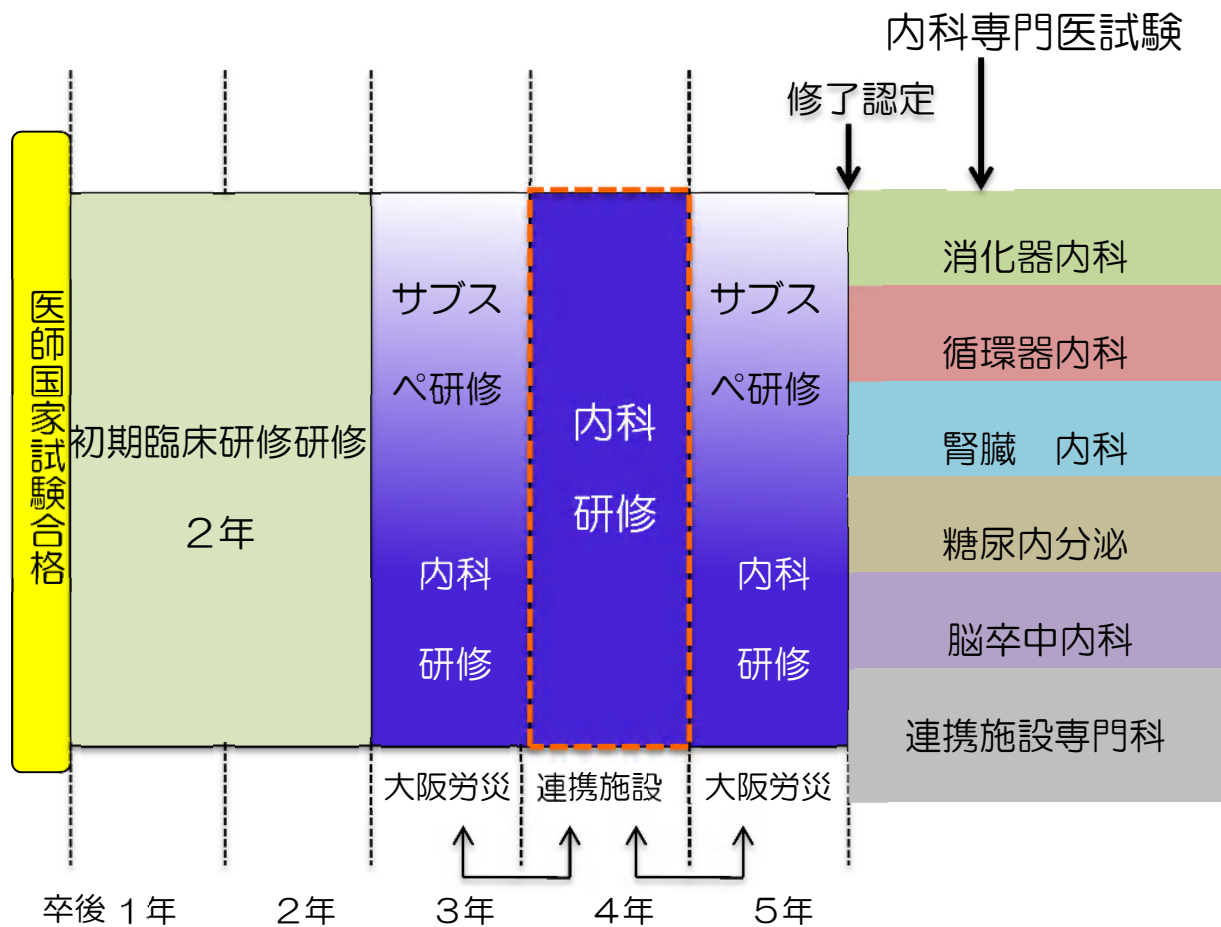 内科専門医試験
修了認定
医師国家試験合格
初期臨床研修研修
２年
サブス
ペ研修
内科
研修
内科
研修
サブス
ペ研修
内科
研修
消化器内科
循環器内科
腎臓　内科
糖尿内分泌
脳卒中内科
連携施設専門科
大阪労災
連携施設
大阪労災
卒後１年
２年
３年
４年
５年